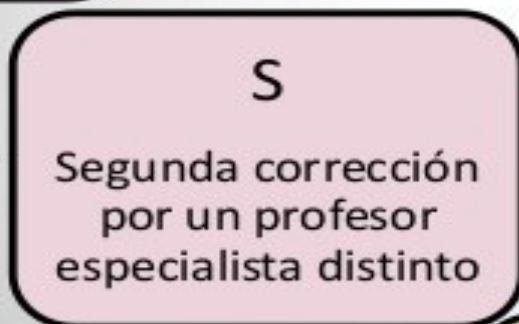 S
Segunda corrección
por un profesor
especialista distinto